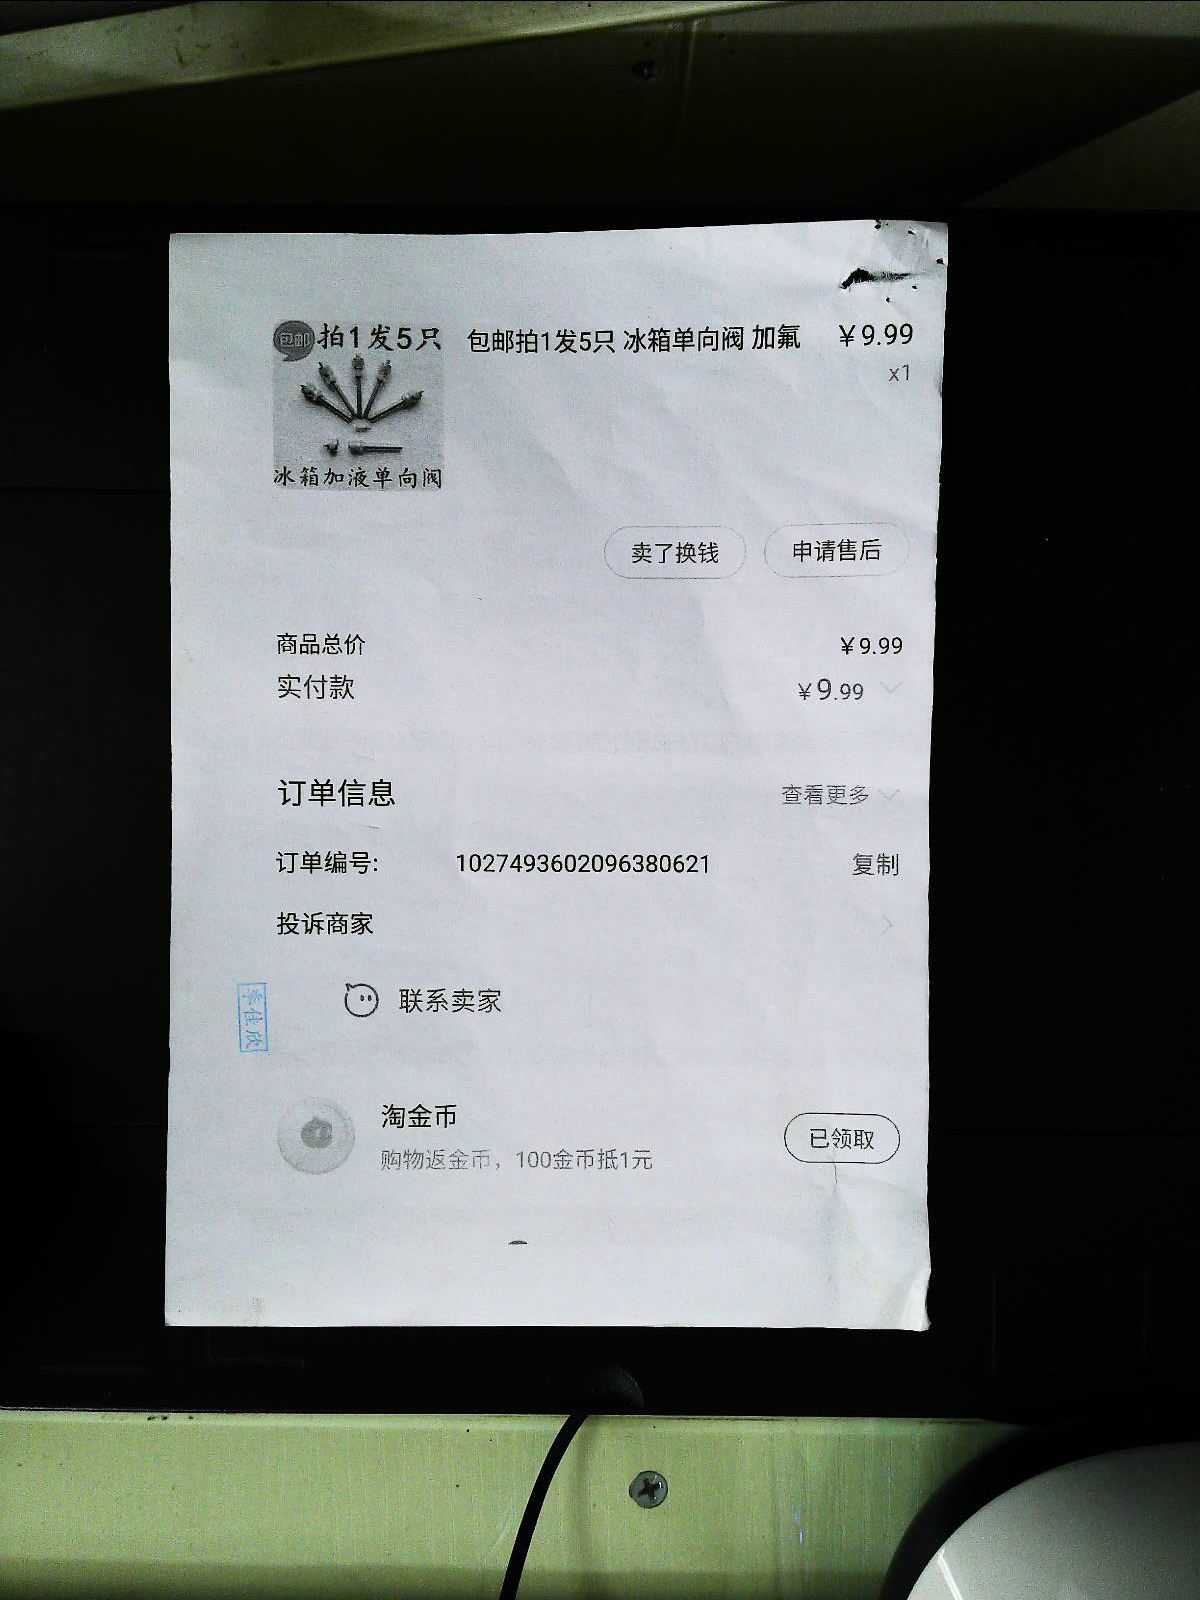 包邮 拍1发5只
冰箱加液单向阀
包邮拍1发5只 冰箱单向阀 加氟 ￥9.99
x1
卖了换钱 申请售后
商品总价 ￥9.99
实付款 ￥9.99
订单信息 查看更多
订单编号: 1027493602096380621 复制
投诉商家
李佳欣
联系卖家
淘金币
购物返金币，100金币抵1元 已领取